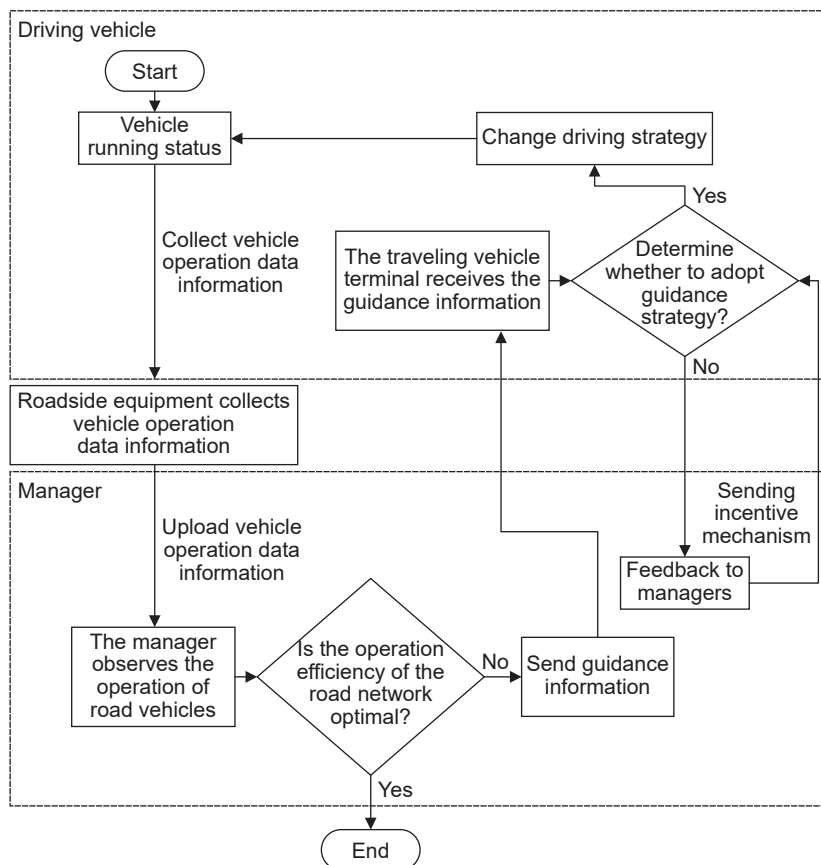 Driving vehicle
Start
Vehicle
running status
Change driving strategy
Yes
Collect vehicle
operation data
information
The traveling vehicle
terminal receives the
guidance information
Determine
whether to adopt
guidance
strategy?
No
Roadside equipment collects
vehicle operation
data information
Manager
Upload vehicle
operation data
information
Sending
incentive
mechanism
Feedback to
managers
The manager
observes the
operation of
road vehicles
Is the operation
efficiency of the
road network
optimal?
No
Send guidance
information
Yes
End